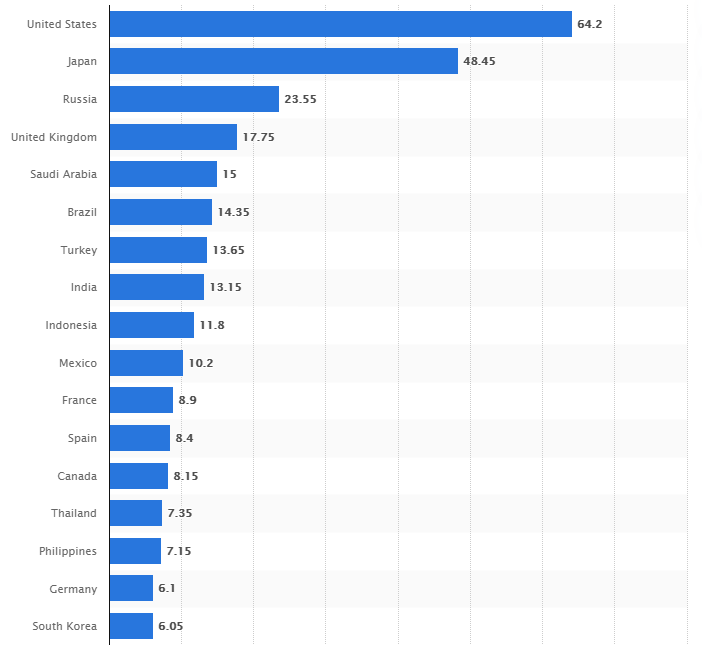 United States 64.2
Japan 48.45
Russia 23.55
United Kingdom 17.75
Saudi Arabia 15
Brazil 14.35
Turkey 13.65
India 13.15
Indonesia 11.8
Mexico 10.2
France 8.9
Spain 8.4
Canada 8.15
Thailand 7.35
Philippines 7.15
Germany 6.1
South Korea 6.05